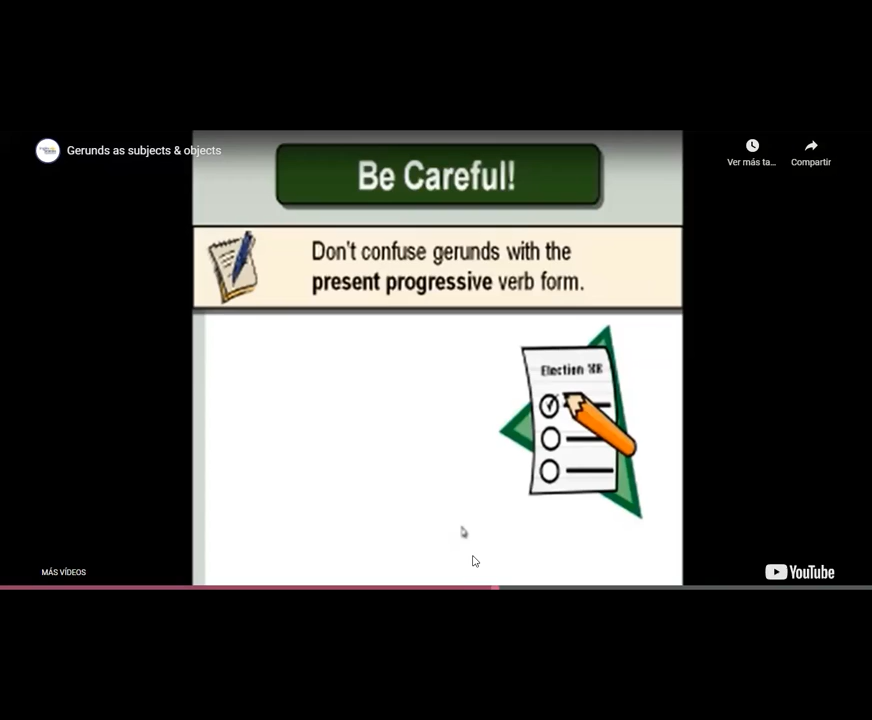 Gerunds as subjects & objects
Ver más ta...
Compartir
Be Careful!
Don't confuse gerunds with the
present progressive verb form.
Election
MÁS VÍDEOS
YouTube